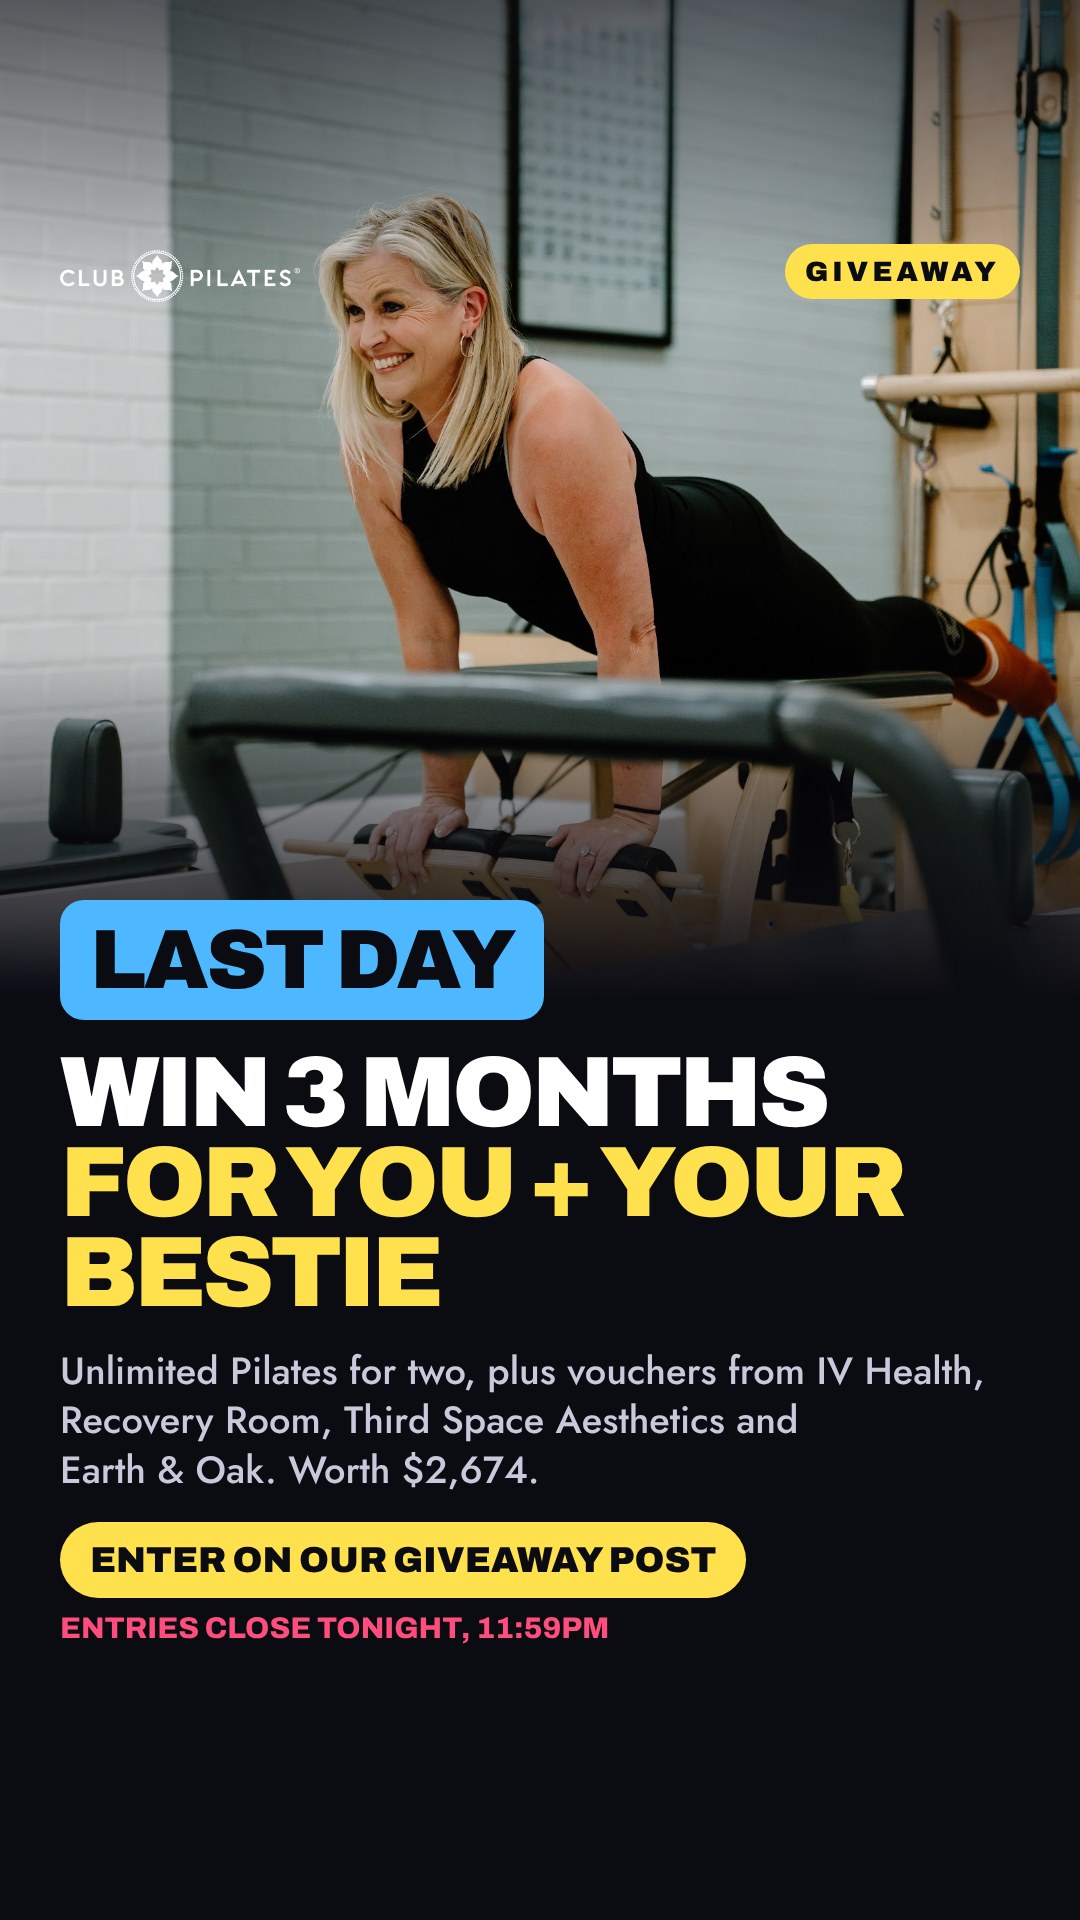 CLUB PILATES®
GIVEAWAY
LAST DAY
WIN 3 MONTHS
FOR YOU + YOUR
BESTIE
Unlimited Pilates for two, plus vouchers from IV Health,
Recovery Room, Third Space Aesthetics and
Earth & Oak. Worth $2,674.
ENTER ON OUR GIVEAWAY POST
ENTRIES CLOSE TONIGHT, 11:59PM